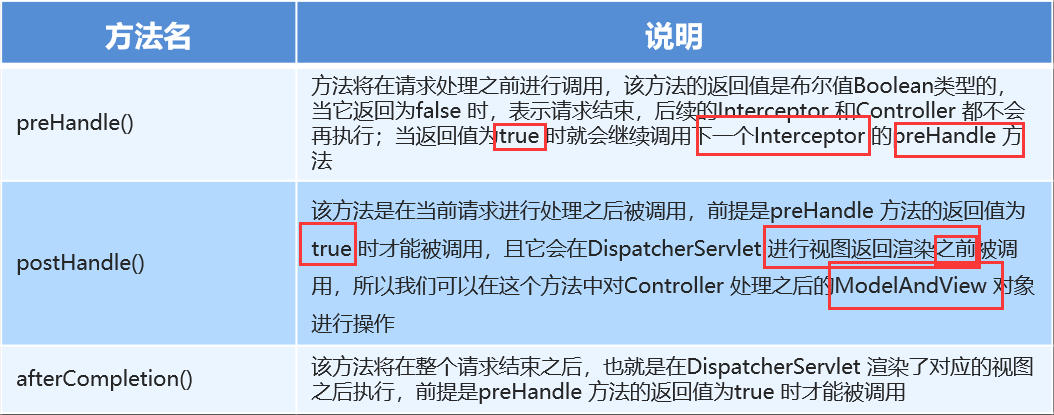 方法名
说明
preHandle()
方法将在请求处理之前进行调用，该方法的返回值是布尔值Boolean类型的，
当它返回为false 时，表示请求结束，后续的Interceptor 和Controller 都不会
再执行；当返回值为true 时就会继续调用下一个Interceptor 的preHandle 方
法
postHandle()
该方法是在当前请求进行处理之后被调用，前提是preHandle 方法的返回值为
true 时才能被调用，且它会在DispatcherServlet 进行视图返回渲染之前被调
用，所以我们可以在这个方法中对Controller 处理之后的ModelAndView 对象
进行操作
afterCompletion()
该方法将在整个请求结束之后，也就是在DispatcherServlet 渲染了对应的视图
之后执行，前提是preHandle 方法的返回值为true 时才能被调用